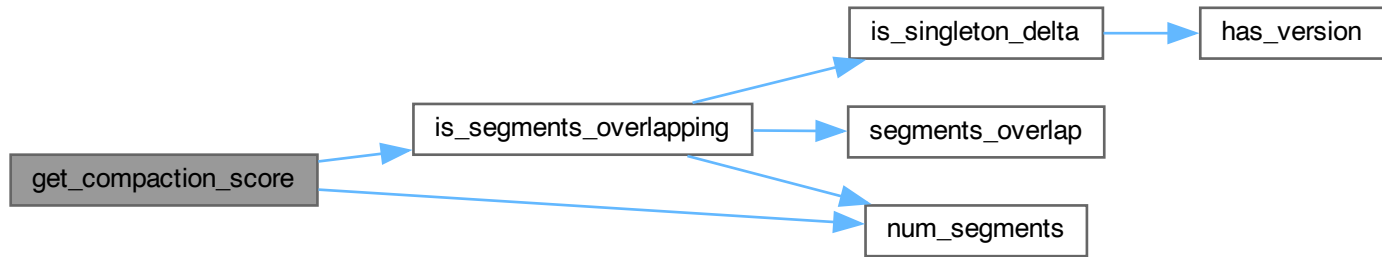 is_singleton_delta
has_version
is_segments_overlapping
segments_overlap
get_compaction_score
num_segments